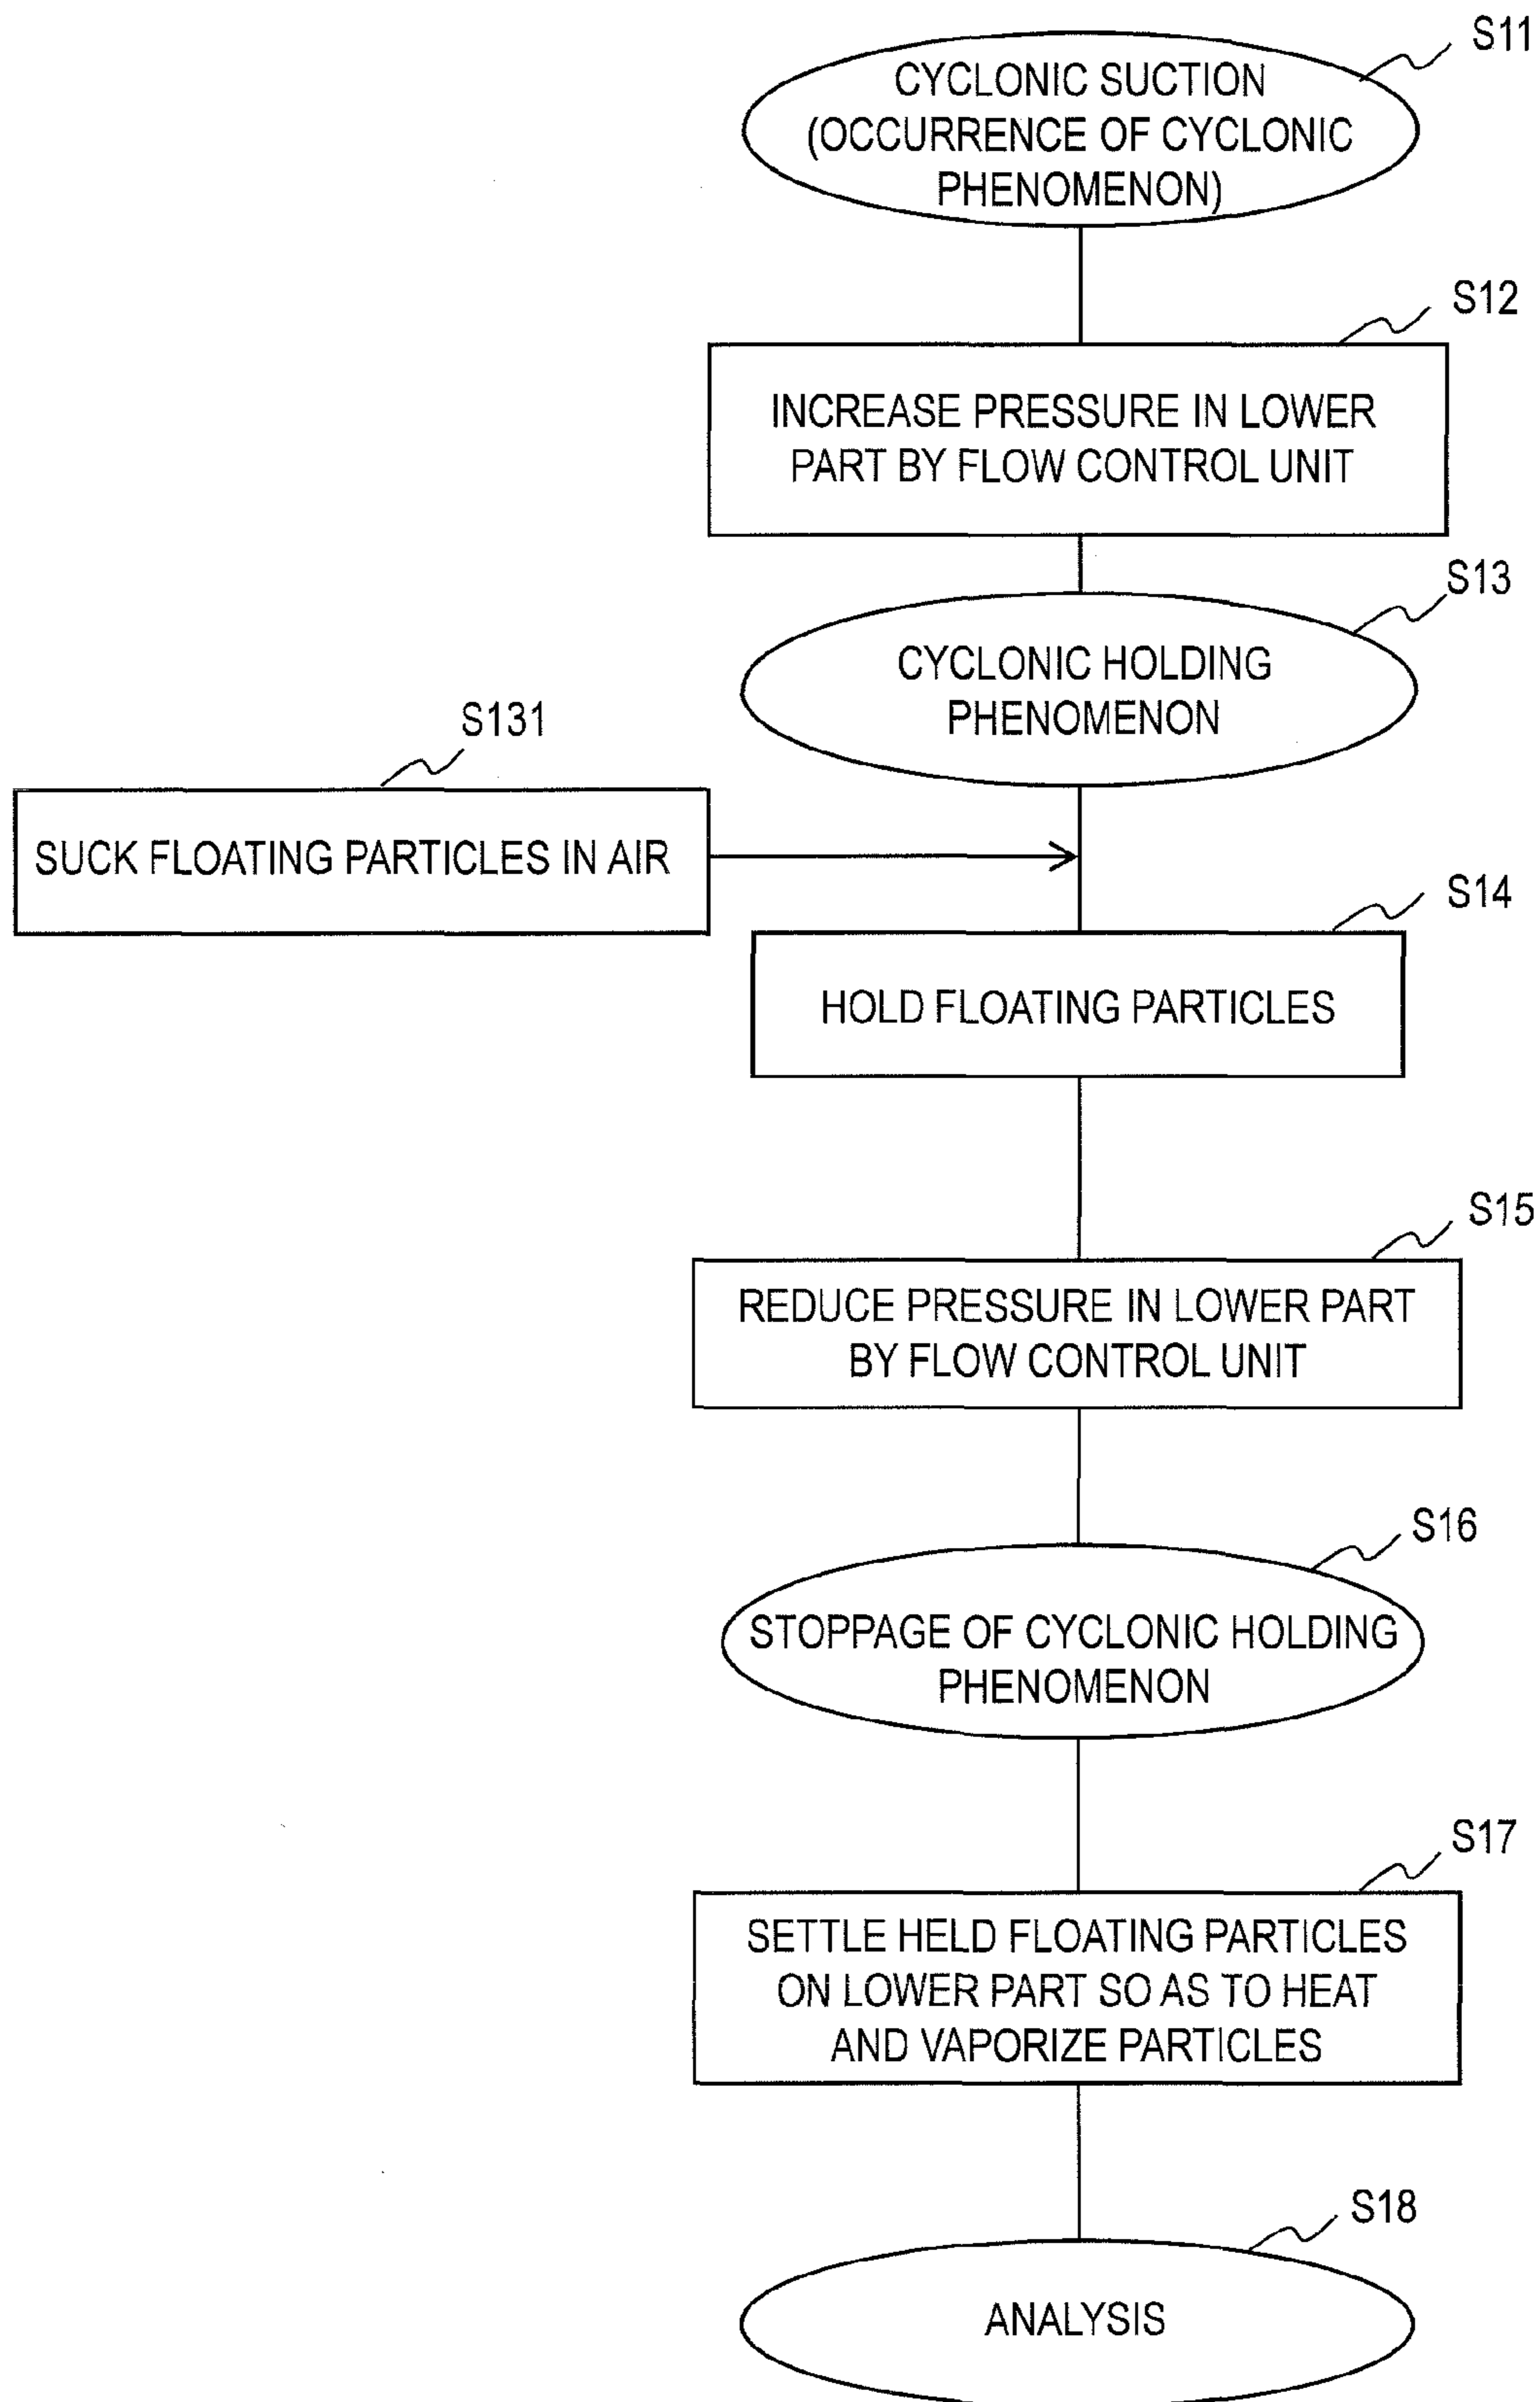 S11
CYCLONIC SUCTION
(OCCURRENCE OF CYCLONIC
PHENOMENON)
S12
INCREASE PRESSURE IN LOWER
PART BY FLOW CONTROL UNIT
S13
CYCLONIC HOLDING
PHENOMENON
S131
SUCK FLOATING PARTICLES IN AIR
S14
HOLD FLOATING PARTICLES
S15
REDUCE PRESSURE IN LOWER PART
BY FLOW CONTROL UNIT
S16
STOPPAGE OF CYCLONIC HOLDING
PHENOMENON
S17
SETTLE HELD FLOATING PARTICLES
ON LOWER PART SO AS TO HEAT
AND VAPORIZE PARTICLES
S18
ANALYSIS